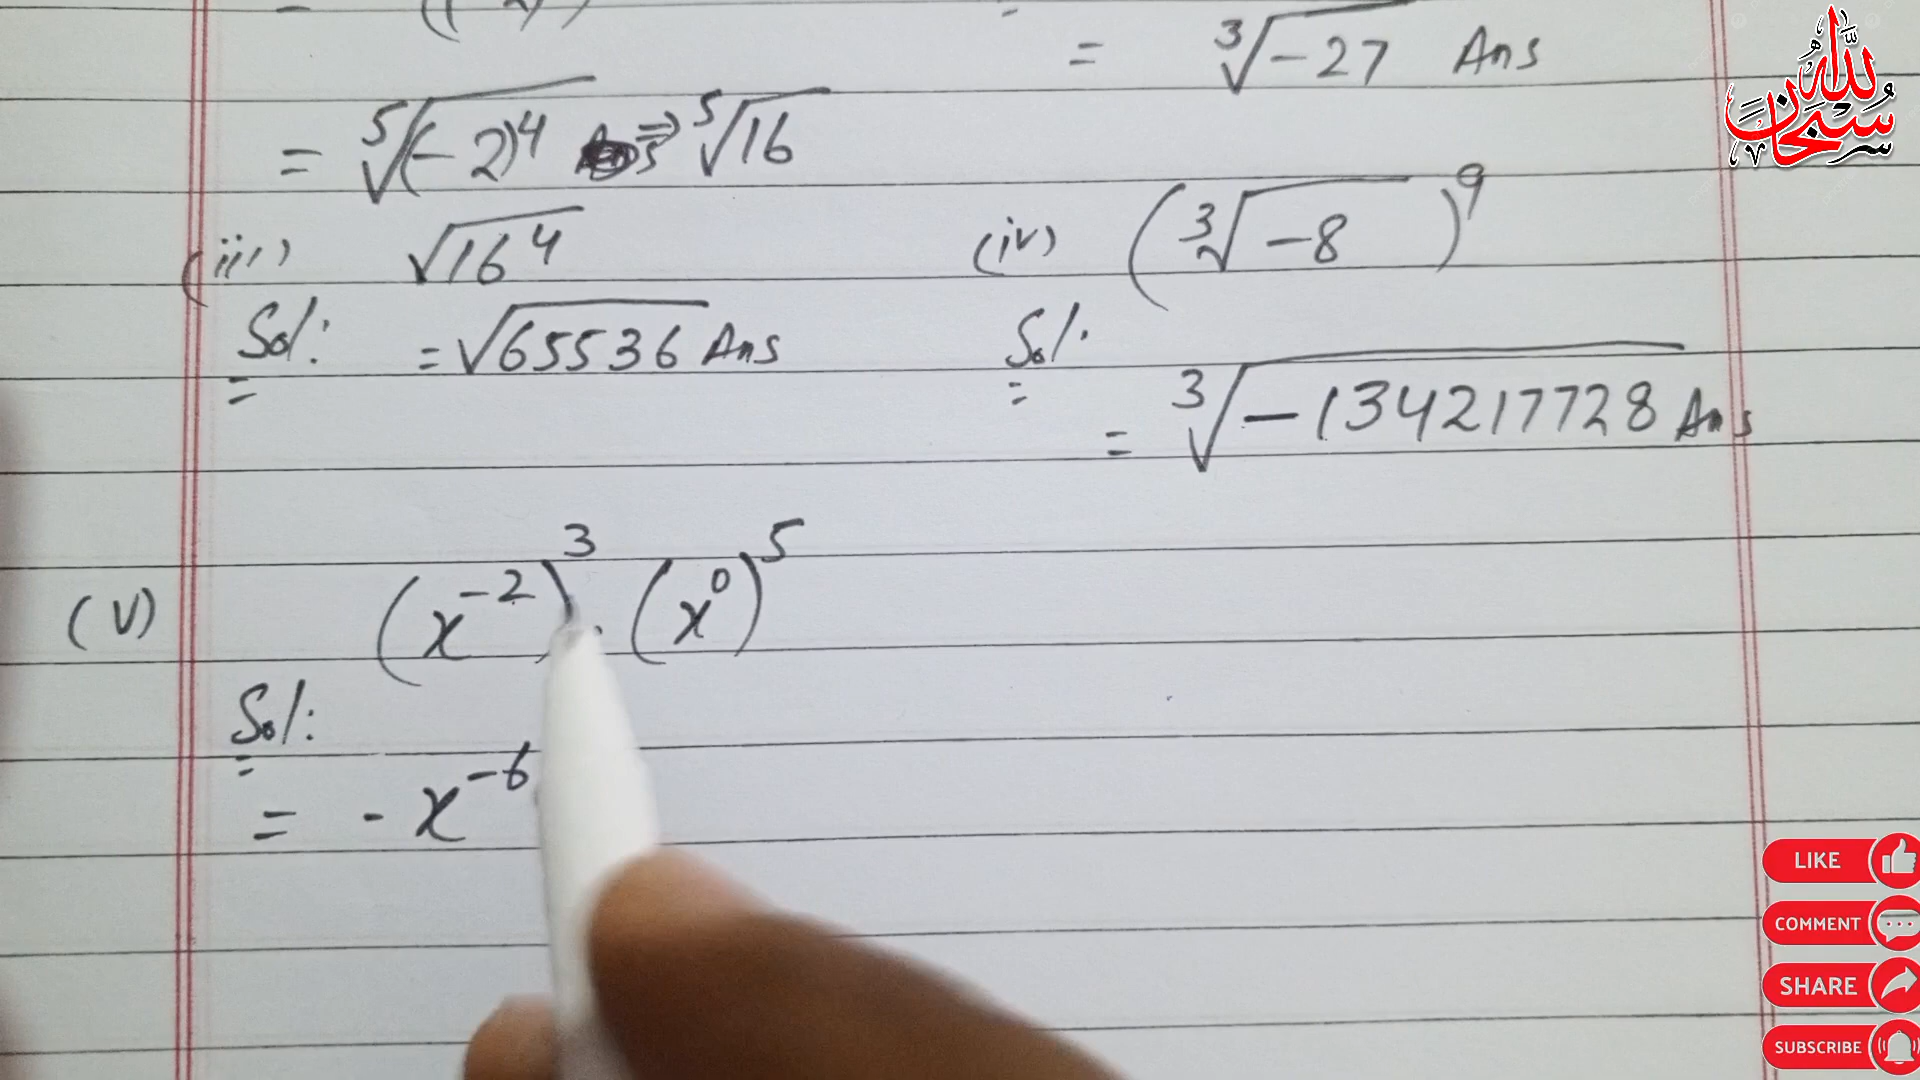 = ∛-27 Ans
= ⁵√(-2)⁴ ⇒ ⁵√16
(iii) √16⁴
Sol:
= √65536 Ans
(iv) (∛-8)⁹
Sol:
= ∛-134217728 Ans
(V) (x⁻²)³ . (x⁰)⁵
Sol:
= - x⁻⁶
سبحان الله
LIKE
COMMENT
SHARE
SUBSCRIBE